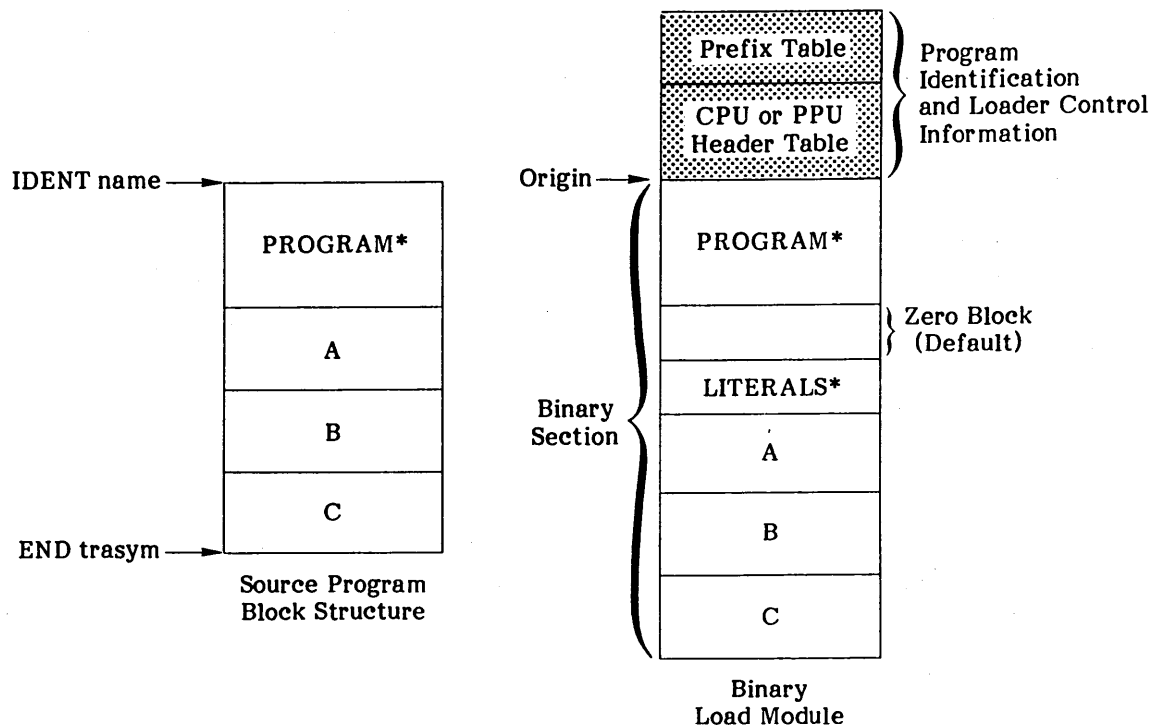 IDENT name
PROGRAM*
A
B
C
END trasym
Source Program
Block Structure
Prefix Table
CPU or PPU
Header Table
Program
Identification
and Loader Control
Information
Origin
PROGRAM*
Zero Block
(Default)
LITERALS*
Binary
Section
A
B
C
Binary
Load Module